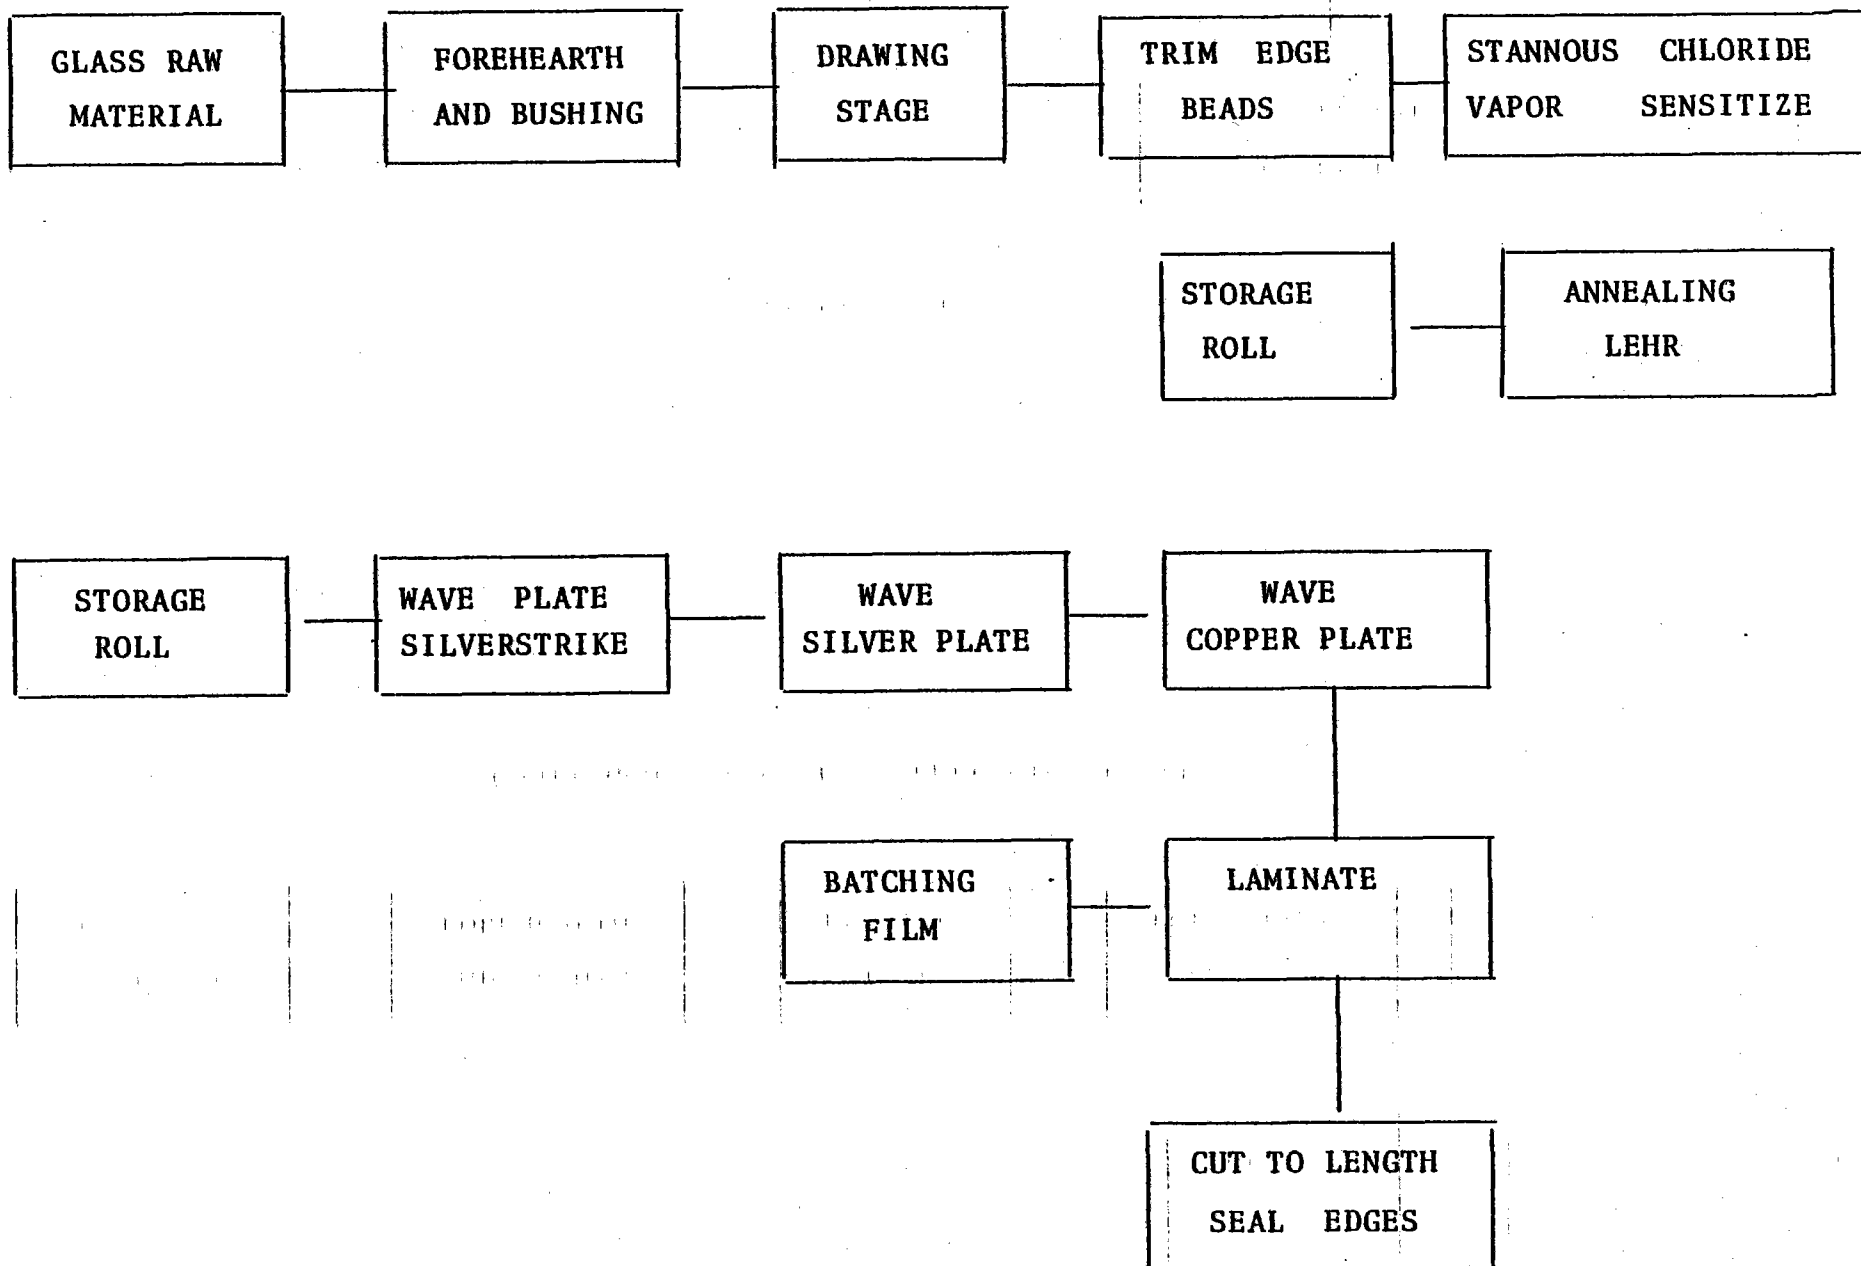 GLASS RAW
MATERIAL
FOREHEARTH
AND BUSHING
DRAWING
STAGE
TRIM EDGE
BEADS
STANNOUS CHLORIDE
VAPOR SENSITIZE
STORAGE
ROLL
ANNEALING
LEHR
STORAGE
ROLL
WAVE PLATE
SILVERSTRIKE
WAVE
SILVER PLATE
WAVE
COPPER PLATE
BATCHING
FILM
LAMINATE
CUT TO LENGTH
SEAL EDGES